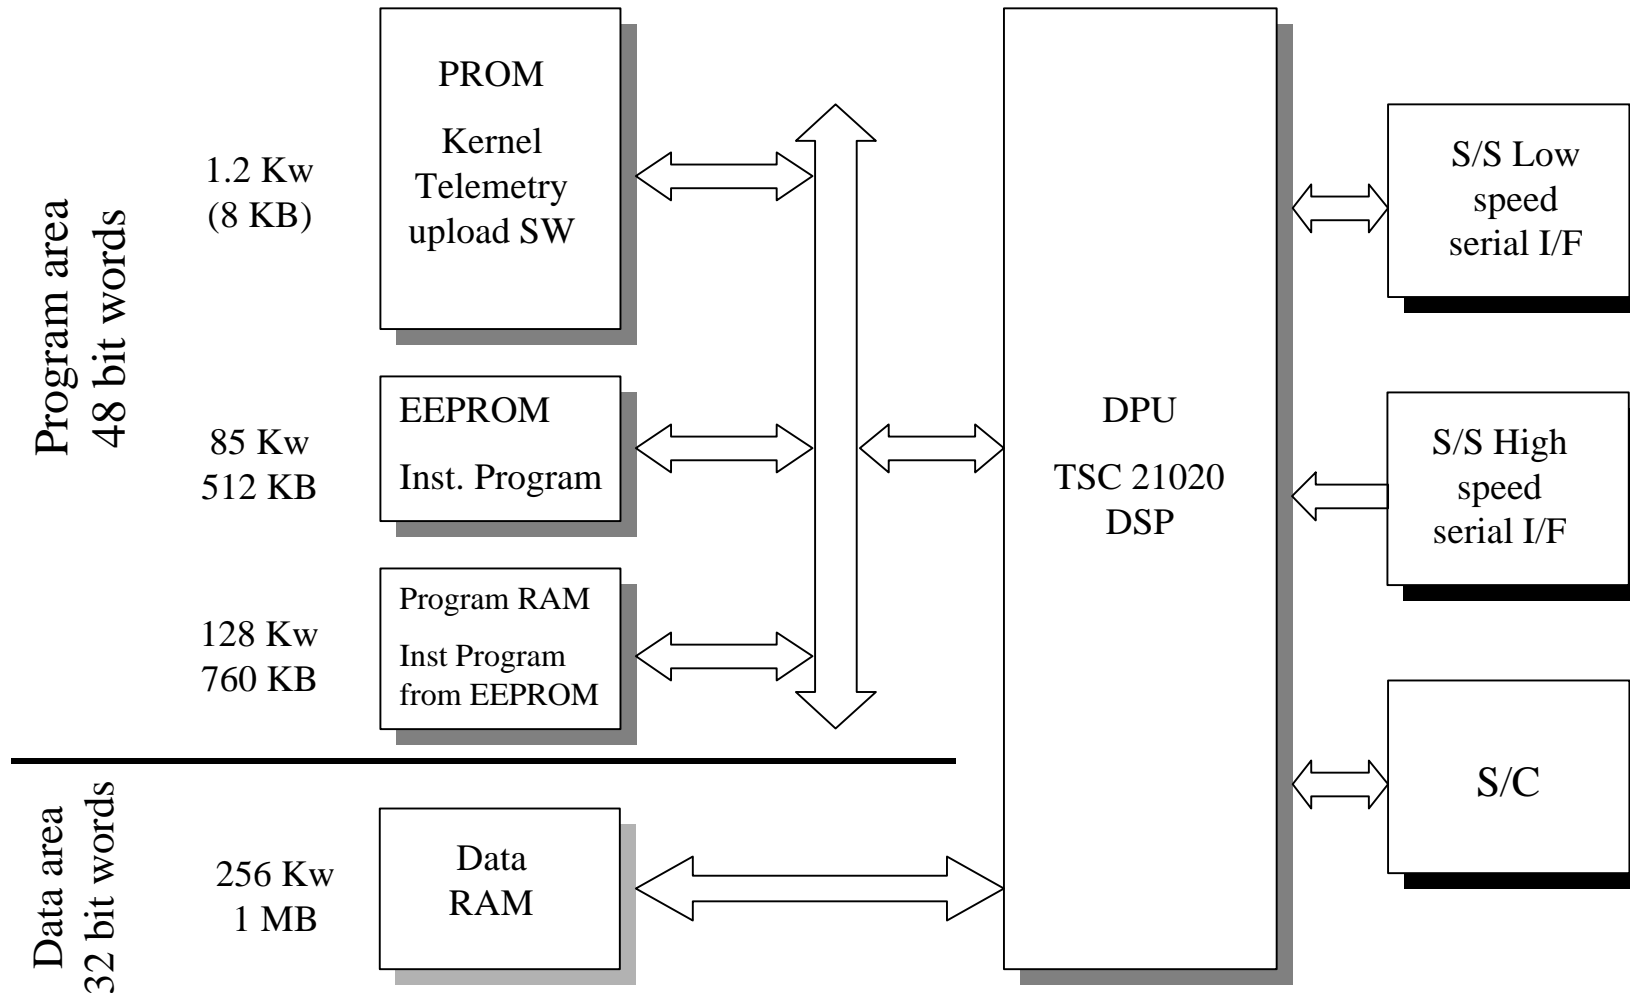 Program area
48 bit words
1.2 Kw
(8 KB)
PROM
Kernel
Telemetry
upload SW
85 Kw
512 KB
EEPROM
Inst. Program
128 Kw
760 KB
Program RAM
Inst Program
from EEPROM
Data area
32 bit words
256 Kw
1 MB
Data
RAM
DPU
TSC 21020
DSP
S/S Low
speed
serial I/F
S/S High
speed
serial I/F
S/C